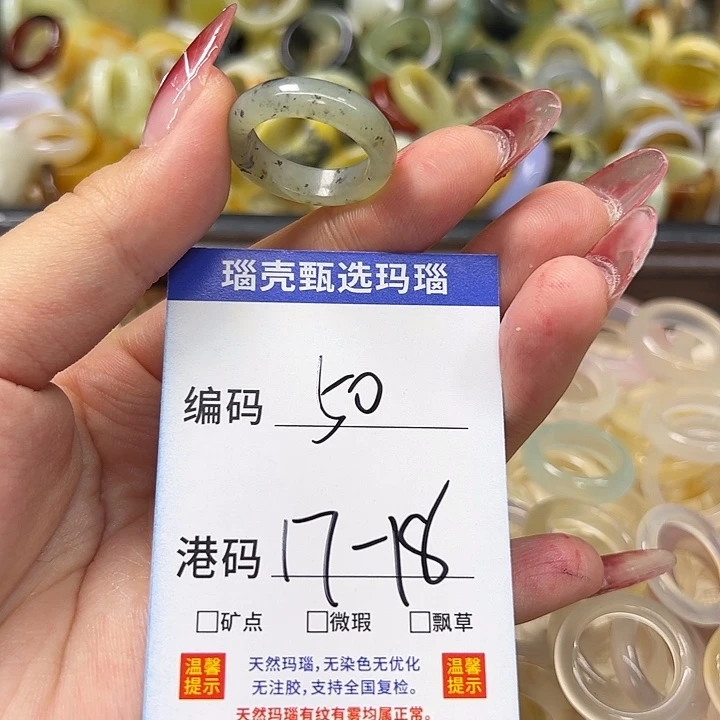 瑙壳甄选玛瑙
编码 50
港码 17-18
□矿点 □微瑕 □飘草
温馨提示 天然玛瑙，无染色无优化 温馨提示
无注胶，支持全国复检。
天然玛瑙有纹有雾均属正常。